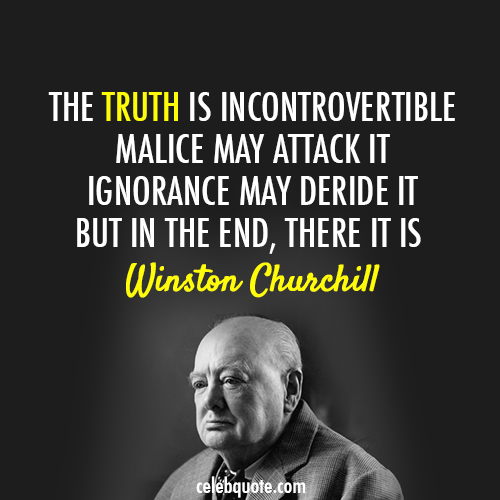 THE TRUTH IS INCONTROVERTIBLE
MALICE MAY ATTACK IT
IGNORANCE MAY DERIDE IT
BUT IN THE END, THERE IT IS
Winston Churchill
celebquote.com